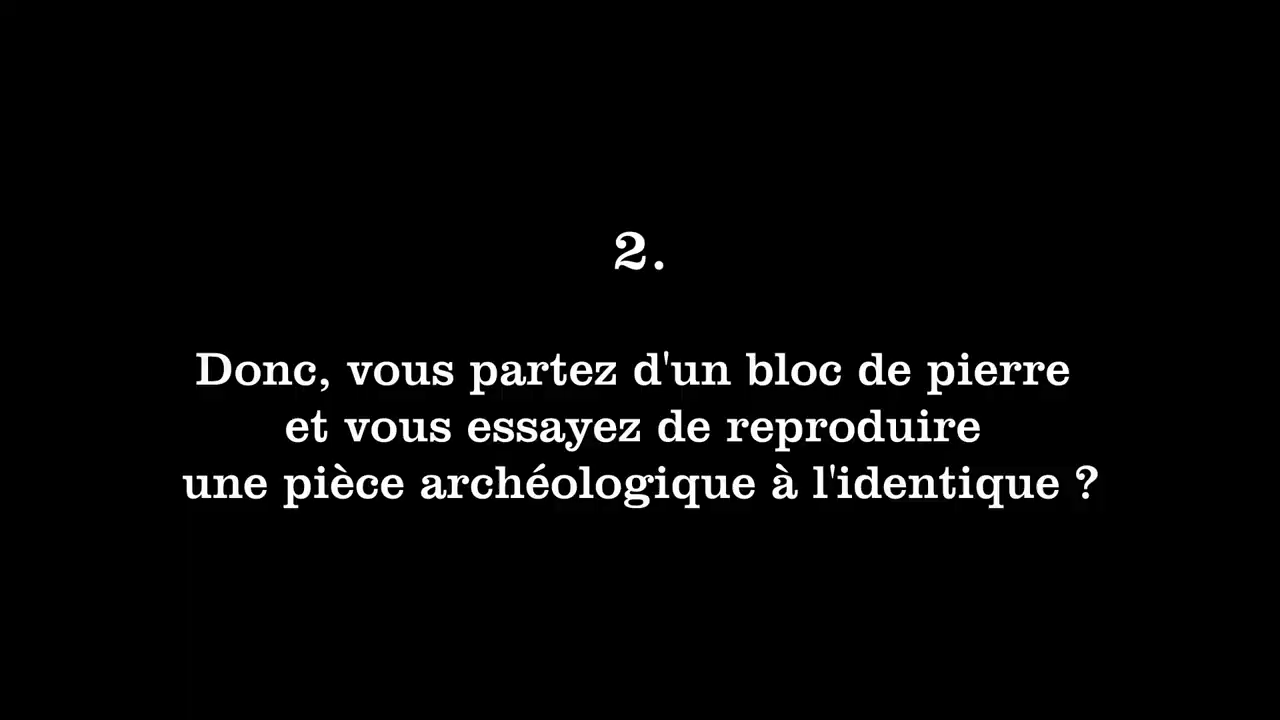 2.
Donc, vous partez d'un bloc de pierre
et vous essayez de reproduire
une pièce archéologique à l'identique ?